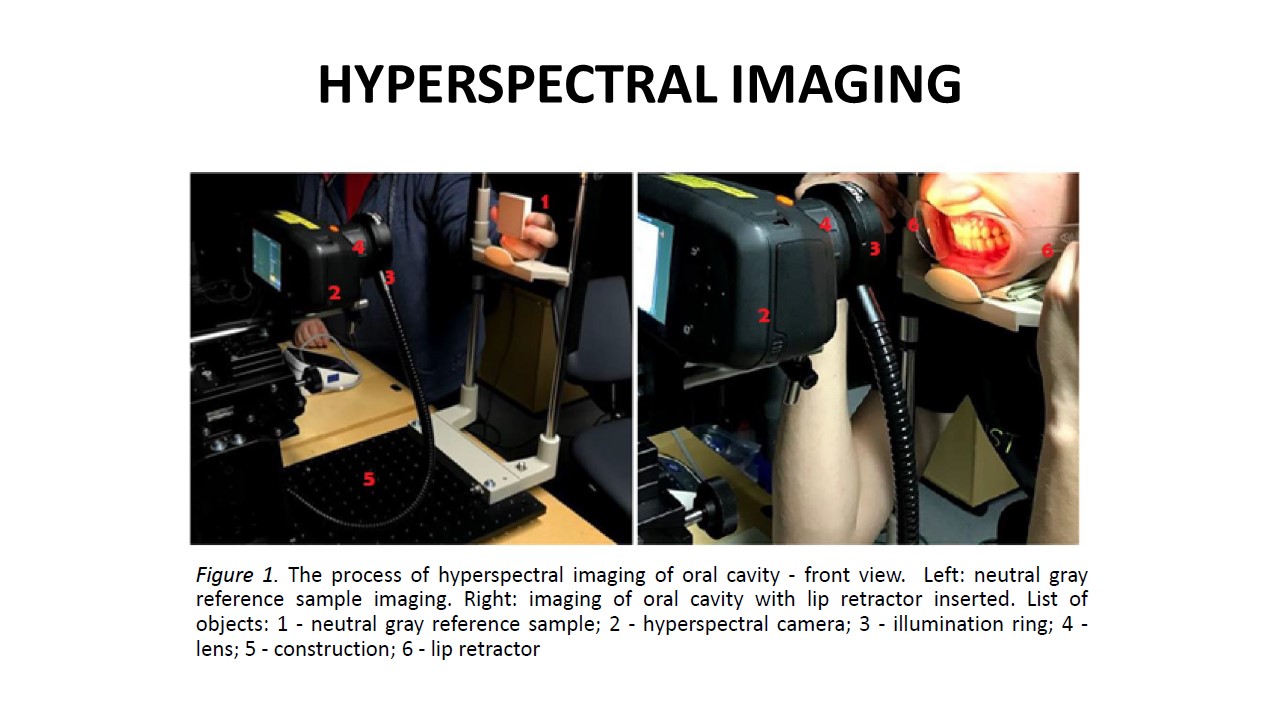 HYPERSPECTRAL IMAGING
1
4
3
2
5
4
6
3
6
2
Figure 1. The process of hyperspectral imaging of oral cavity - front view. Left: neutral gray
reference sample imaging. Right: imaging of oral cavity with lip retractor inserted. List of
objects: 1 - neutral gray reference sample; 2 - hyperspectral camera; 3 - illumination ring; 4 -
lens; 5 - construction; 6 - lip retractor